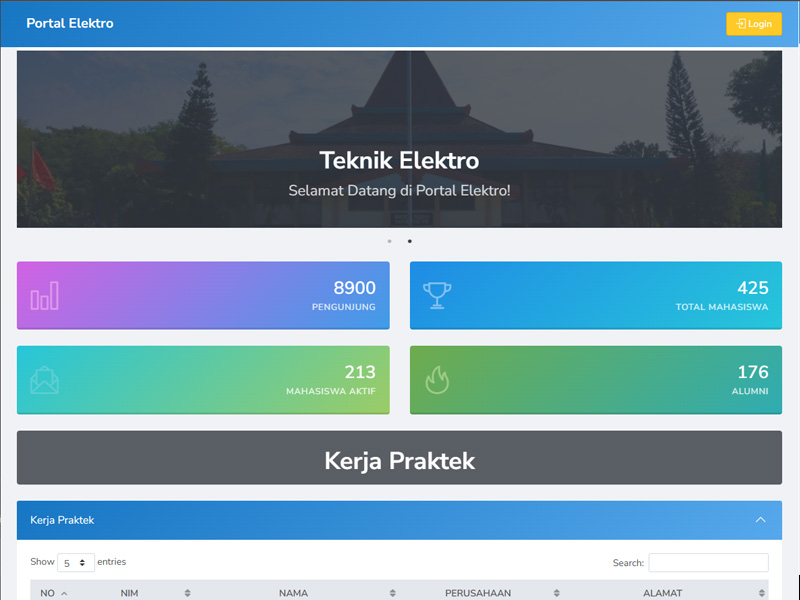 Portal Elektro
Login
Teknik Elektro
Selamat Datang di Portal Elektro!
8900
PENGUNJUNG
425
TOTAL MAHASISWA
213
MAHASISWA AKTIF
176
ALUMNI
Kerja Praktek
Kerja Praktek
Show 5 entries
Search:
NO NIM NAMA PERUSAHAAN ALAMAT